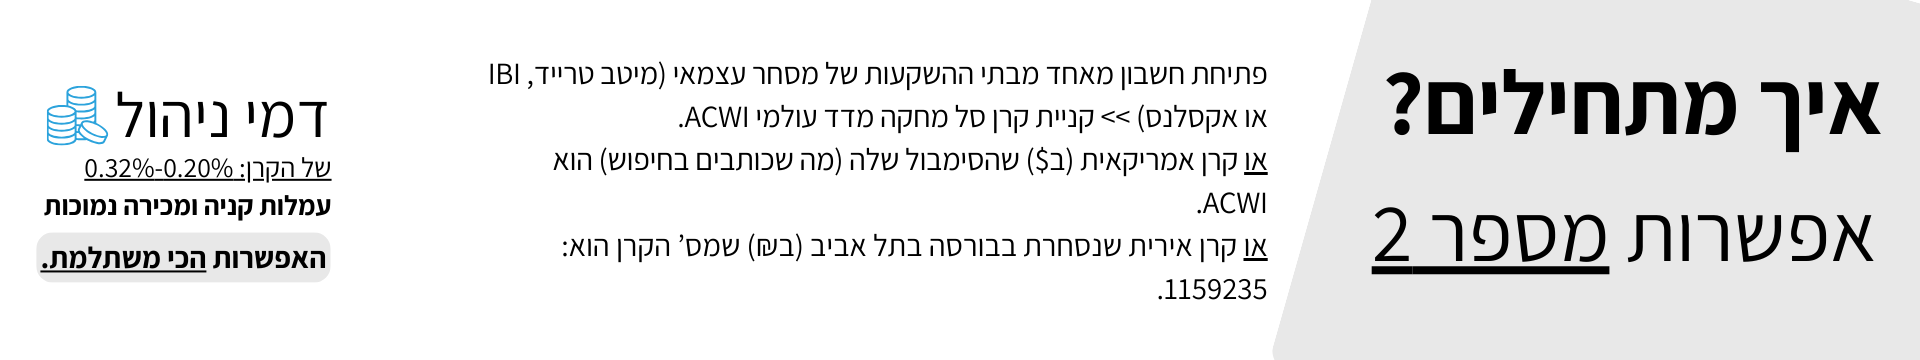 איך מתחילים?
אפשרות מספר 2
פתיחת חשבון מאחד מבתי ההשקעות של מסחר עצמאי (מיטב טרייד, IBI
או אקסלנס) >> קניית קרן סל מחקה מדד עולמי ACWI.
או קרן אמריקאית (ב$) שהסימבול שלה (מה שכותבים בחיפוש) הוא
ACWI.
או קרן אירית שנסחרת בבורסה בתל אביב (ב₪) שמס׳ הקרן הוא:
1159235.
דמי ניהול
של הקרן: 0.32%-0.20%
עמלות קניה ומכירה נמוכות
האפשרות הכי משתלמת.